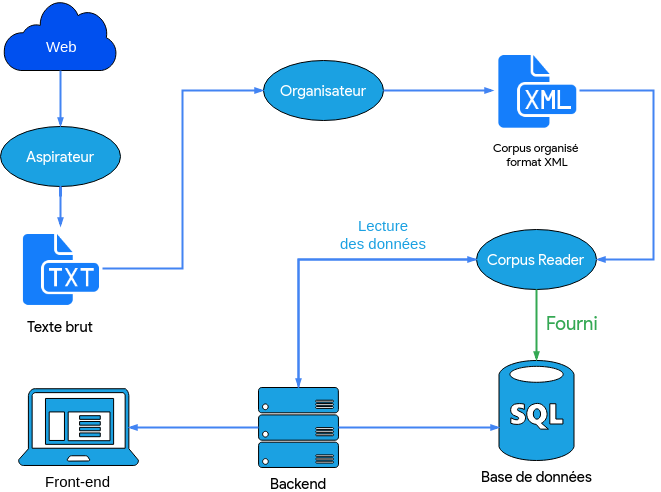 Web
Organisateur
XML
Corpus organisé
format XML
Aspirateur
TXT
Texte brut
Lecture
des données
Corpus Reader
Fourni
SQL
Base de données
Front-end
Backend